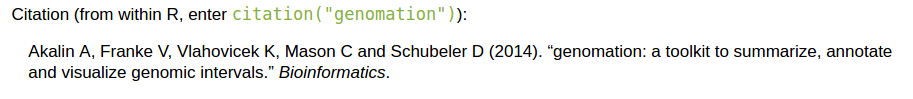 Citation (from within R, enter citation("genomation")):
Akalin A, Franke V, Vlahovicek K, Mason C and Schubeler D (2014). “genomation: a toolkit to summarize, annotate
and visualize genomic intervals.” Bioinformatics.